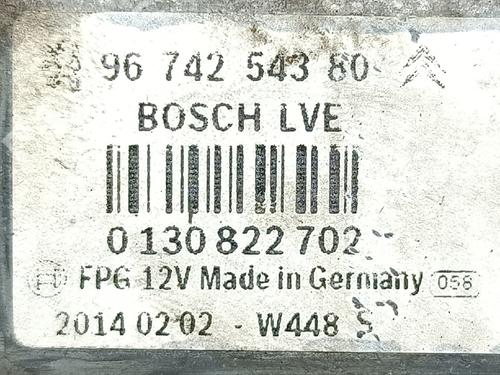 96 742 543 80
BOSCH LVE
0 130 822 702
FPG 12V Made in Germany 058
2014 02 02 - W448 S